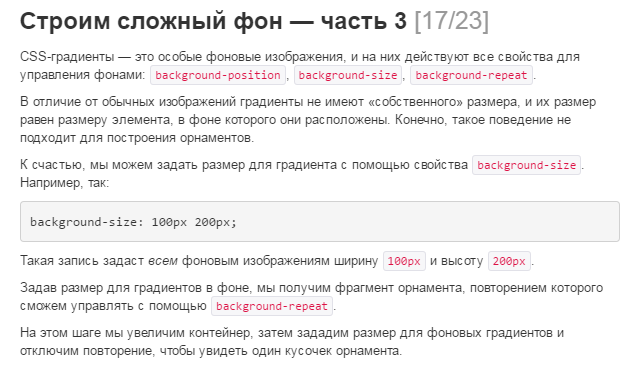 Строим сложный фон — часть 3 [17/23]
CSS-градиенты — это особые фоновые изображения, и на них действуют все свойства для
управления фонами: background-position, background-size, background-repeat.
В отличие от обычных изображений градиенты не имеют «собственного» размера, и их размер
равен размеру элемента, в фоне которого они расположены. Конечно, такое поведение не
подходит для построения орнаментов.
К счастью, мы можем задать размер для градиента с помощью свойства background-size.
Например, так:
background-size: 100px 200px;
Такая запись задаст всем фоновым изображениям ширину 100px и высоту 200px.
Задав размер для градиентов в фоне, мы получим фрагмент орнамента, повторением которого
сможем управлять с помощью background-repeat.
На этом шаге мы увеличим контейнер, затем зададим размер для фоновых градиентов и
отключим повторение, чтобы увидеть один кусочек орнамента.